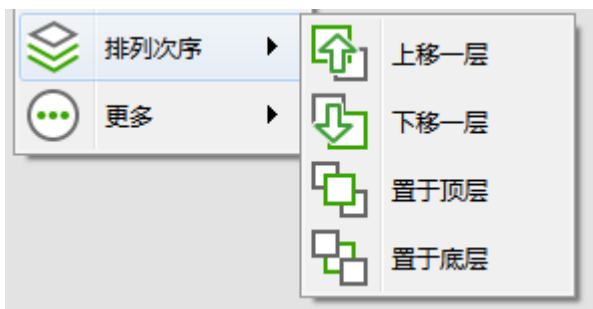 排列次序
更多
上移一层
下移一层
置于顶层
置于底层